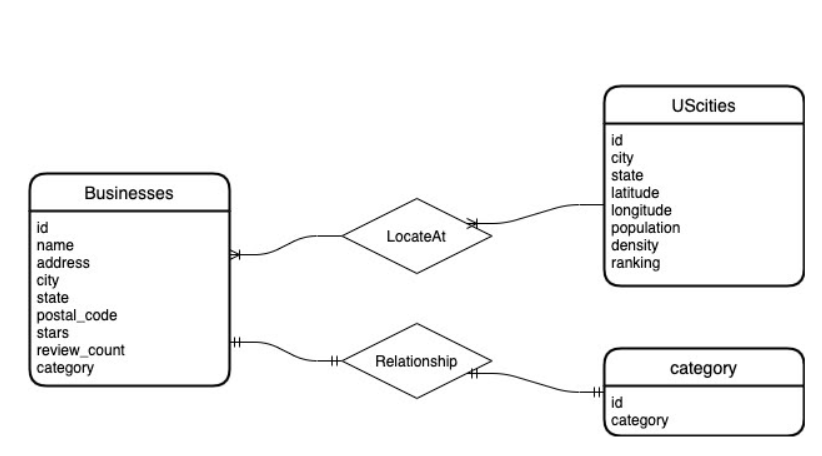 Businesses
id
name
address
city
state
postal_code
stars
review_count
category
LocateAt
Relationship
UScities
id
city
state
latitude
longitude
population
density
ranking
category
id
category